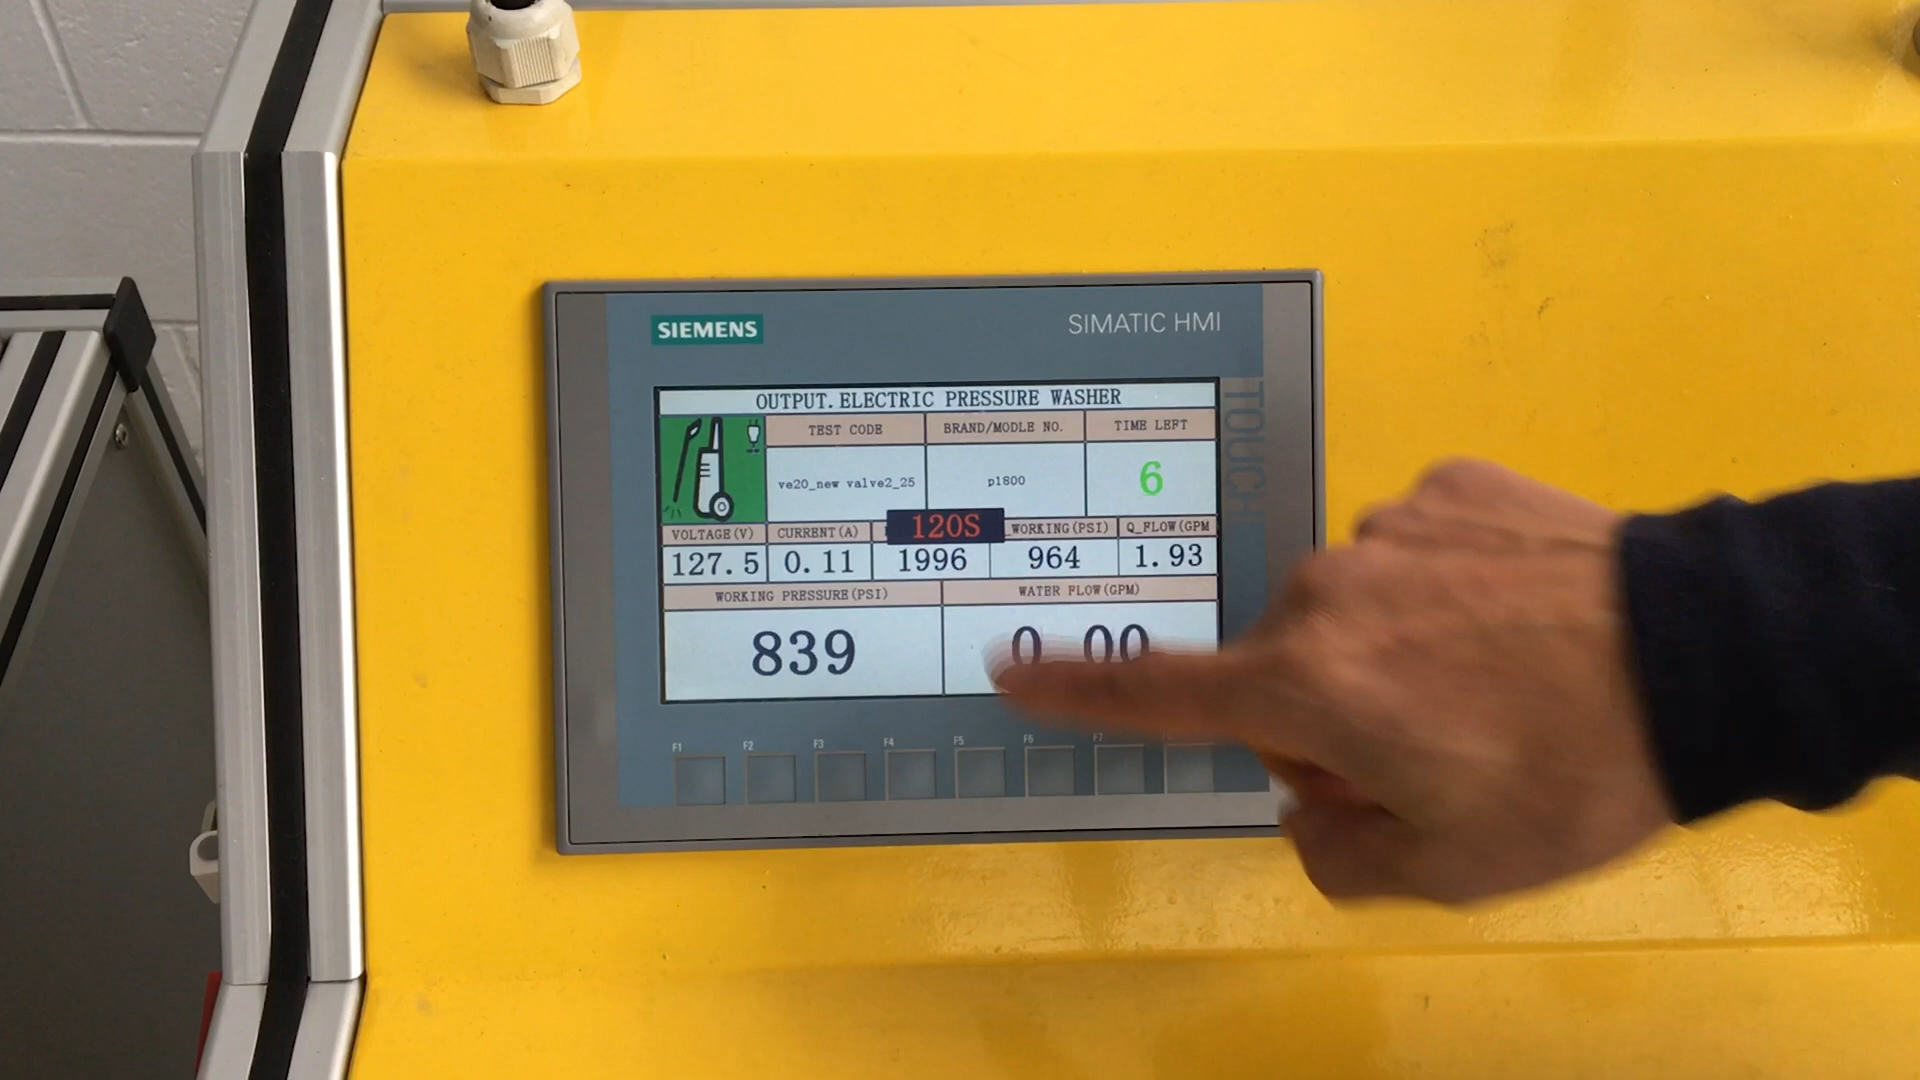 SIEMENS
SIMATIC HMI
TOUCH
OUTPUT.ELECTRIC PRESSURE WASHER
TEST CODE BRAND/MODLE NO. TIME LEFT
ve20_new valve2_25 p1800 6
120S
VOLTAGE(V) CURRENT(A) _WORKING(PSI) Q_FLOW(GPM
127.5 0.11 1996 964 1.93
WORKING PRESSURE(PSI) WATER FLOW(GPM)
839 0.00
F1 F2 F3 F4 F5 F6 F7